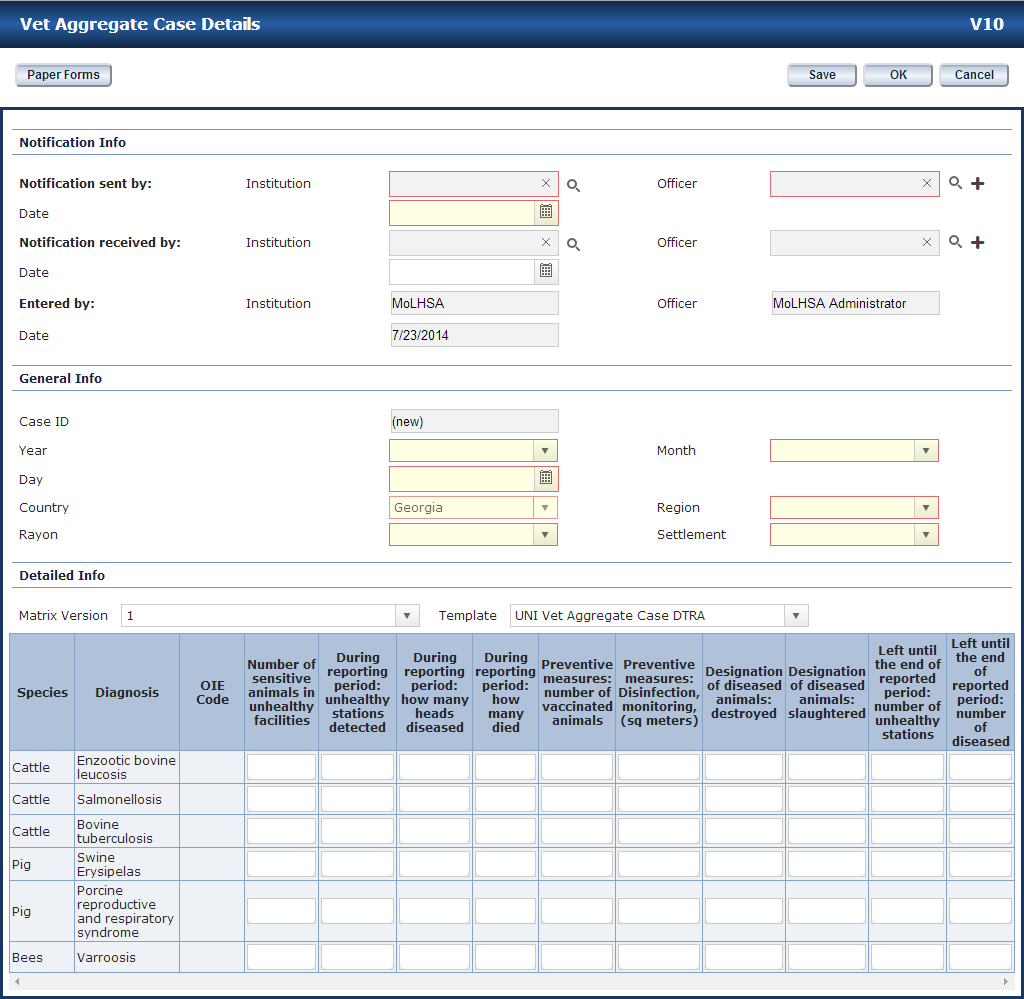 Vet Aggregate Case Details V10
Paper Forms Save OK Cancel
Notification Info
Notification sent by: Institution Officer
Date
Notification received by: Institution Officer
Date
Entered by: Institution MoLHSA Officer MoLHSA Administrator
Date 7/23/2014
General Info
Case ID (new)
Year Month
Day
Country Georgia Region
Rayon Settlement
Detailed Info
Matrix Version 1 Template UNI Vet Aggregate Case DTRA
Species
Diagnosis
OIE
Code
Number of
sensitive
animals in
unhealthy
facilities
During
reporting
period:
unhealthy
stations
detected
During
reporting
period:
how many
heads
diseased
During
reporting
period:
how
many
died
Preventive
measures:
number of
vaccinated
animals
Preventive
measures:
Disinfection,
monitoring,
(sq meters)
Designation
of diseased
animals:
destroyed
Designation
of diseased
animals:
slaughtered
Left until
the end of
reported
period:
number of
unhealthy
stations
Left until
the end
of
reported
period:
number
of
diseased
Cattle Enzootic bovine
leucosis
Cattle Salmonellosis
Cattle Bovine
tuberculosis
Pig Swine
Erysipelas
Pig Porcine
reproductive
and respiratory
syndrome
Bees Varroosis